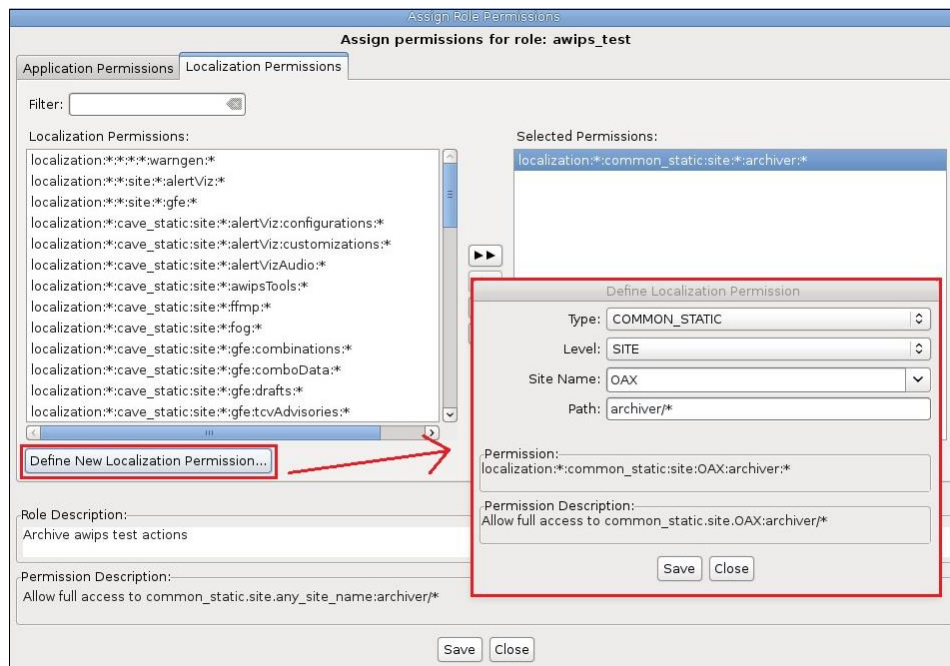 Assign Role Permissions
Assign permissions for role: awips_test
Application Permissions
Localization Permissions
Filter:
Localization Permissions:
localization:*:*:*:*:warngen:*
localization:*:*:site:*:alertViz:*
localization:*:*:site:*:gfe:*
localization:*:cave_static:site:*:alertViz:configurations:*
localization:*:cave_static:site:*:alertViz:customizations:*
localization:*:cave_static:site:*:alertVizAudio:*
localization:*:cave_static:site:*:awipsTools:*
localization:*:cave_static:site:*:ffmp:*
localization:*:cave_static:site:*:fog:*
localization:*:cave_static:site:*:gfe:combinations:*
localization:*:cave_static:site:*:gfe:comboData:*
localization:*:cave_static:site:*:gfe:drafts:*
localization:*:cave_static:site:*:gfe:tcvAdvisories:*
Define New Localization Permission...
Selected Permissions:
localization:*:common_static:site:*:archiver:*
Define Localization Permission
Type: COMMON_STATIC
Level: SITE
Site Name: OAX
Path: archiver/*
Permission:
localization:*:common_static:site:OAX:archiver:*
Permission Description:
Allow full access to common_static.site.OAX:archiver/*
Save Close
Role Description:
Archive awips test actions
Permission Description:
Allow full access to common_static.site.any_site_name:archiver/*
Save Close